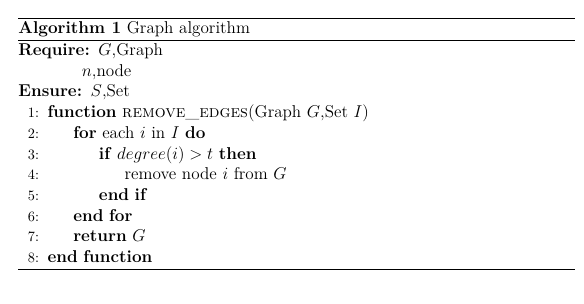 Algorithm 1 Graph algorithm
Require: G,Graph
n,node
Ensure: S,Set
1: function REMOVE_EDGES(Graph G,Set I)
2: for each i in I do
3: if degree(i) > t then
4: remove node i from G
5: end if
6: end for
7: return G
8: end function